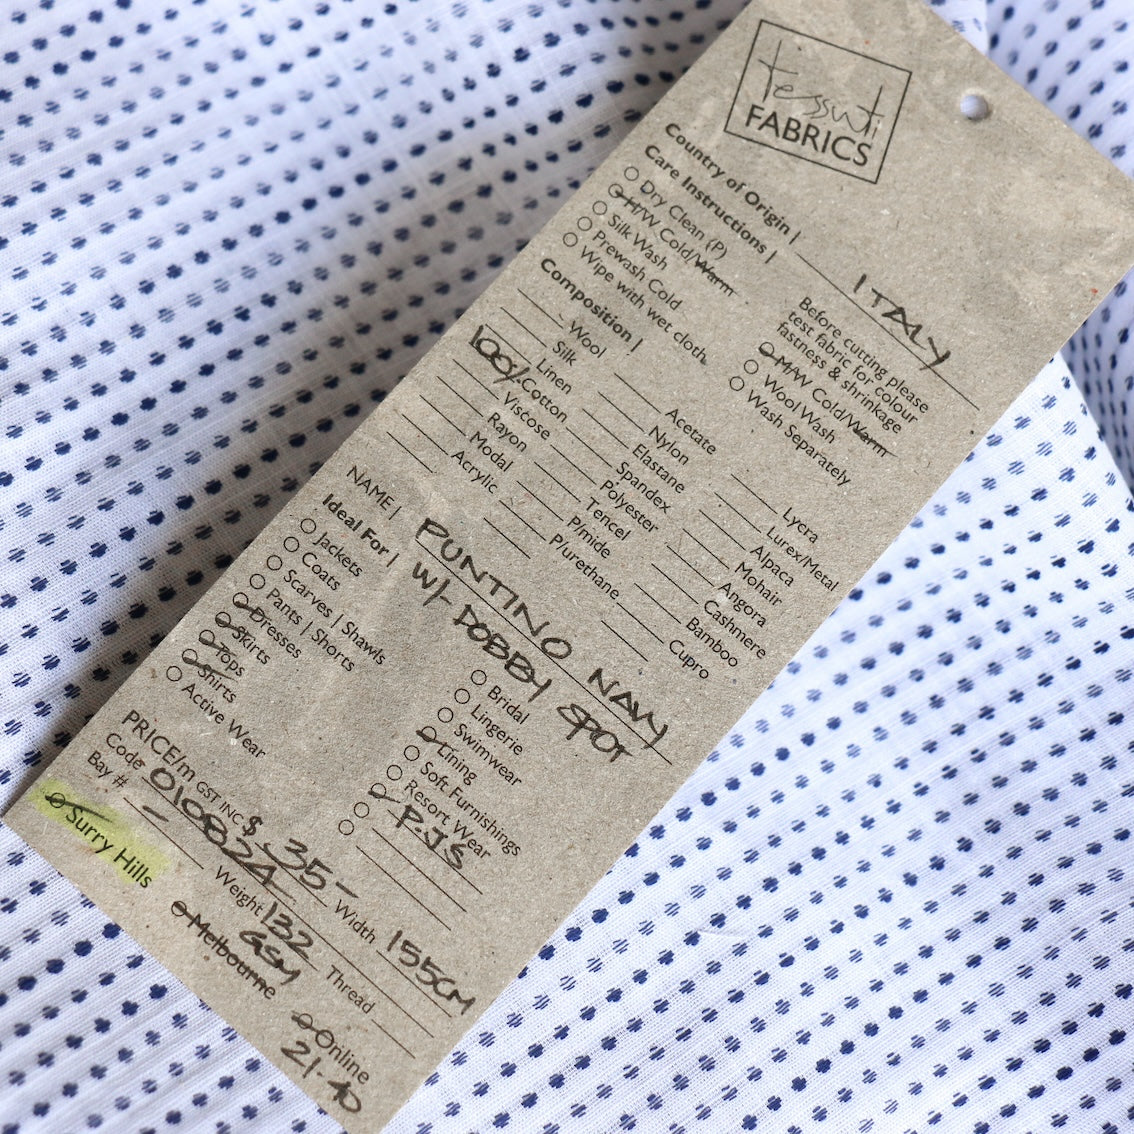 tessuti
FABRICS
Country of Origin | ITALY
Care Instructions |
Dry Clean (P)
H/W Cold/Warm
Silk Wash
Prewash Cold
Wipe with wet cloth
Before cutting please
test fabric for colour
fastness & shrinkage
M/W Cold/Warm
Wool Wash
Wash Separately
Composition |
Wool
Silk
Linen
100% Cotton
Viscose
Rayon
Modal
Acrylic
Acetate
Nylon
Elastane
Spandex
Polyester
Tencel
P/mide
P/urethane
Lycra
Lurex/Metal
Alpaca
Mohair
Angora
Cashmere
Bamboo
Cupro
NAME | PUNTINO NAVY
W/- DOBBY SPOT
Ideal For |
Jackets
Coats
Scarves | Shawls
Pants | Shorts
Dresses
Skirts
Tops
Shirts
Active Wear
Bridal
Lingerie
Swimwear
Lining
Soft Furnishings
Resort Wear
P.J'S
PRICE/m GST INC $ 35-
Code 010824
Width 155CM
Bay # -
Weight 132 GSM
Thread
Surry Hills
Melbourne
Online
21-40